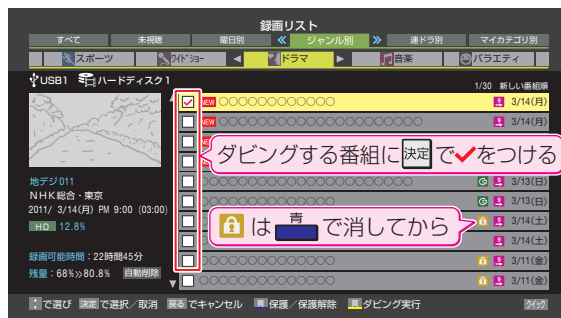 録画リスト
すべて 未視聴 曜日別 ≪ ジャンル別 ≫ 連ドラ別 マイカテゴリ別
スポーツ ワイドショー ◀ ドラマ ▶ 音楽 バラエティ
USB1 ハードディスク1 1/30 新しい番組順
NEW 〇〇〇〇〇〇〇〇〇〇〇〇〇 3/14(月)
NEW 〇〇〇〇〇〇〇〇〇〇〇〇〇〇〇〇〇〇〇〇〇〇 3/14(月)
ダビングする番組に 決定 で✓をつける
地デジ011
NHK総合・東京
2011/ 3/14(月) PM 9:00 (03:00)
HD 12.8%
〇〇〇〇〇〇〇〇〇〇〇〇〇〇〇〇〇〇〇〇〇〇 3/13(日)
3/13(日)
は 青 で消してから
3/14(土)
3/14(土)
録画可能時間：22時間45分
残量：68%≫80.8% 自動削除
3/11(金)
〇〇〇〇〇〇〇〇〇〇〇〇〇〇〇〇〇〇 3/11(金)
で選び 決定 で選択／取消 戻る でキャンセル 青 保護／保護解除 黄 ダビング実行 クイック